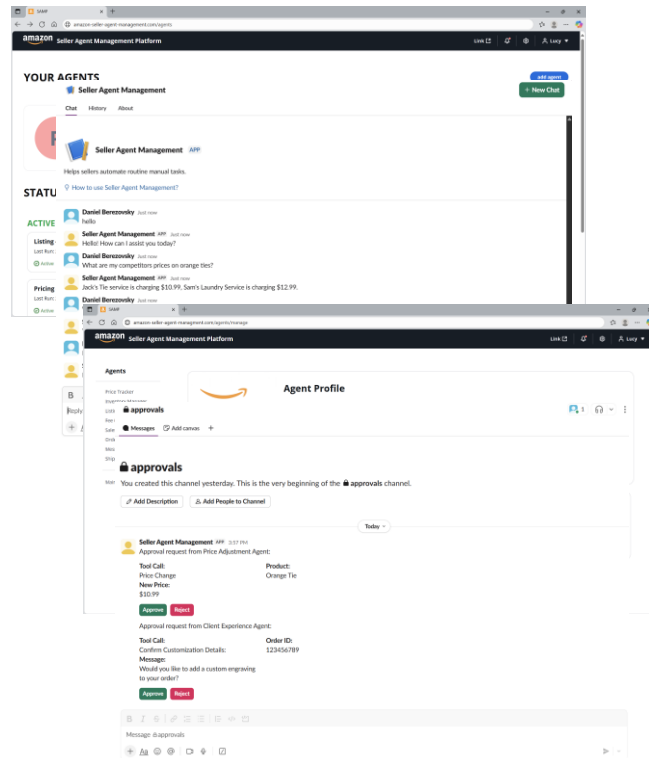 SAMP
amazon-seller-agent-management.com/agents
amazon Seller Agent Management Platform
Link
Lucy
YOUR AGENTS
add agent
Seller Agent Management
+ New Chat
Chat History About
Seller Agent Management APP
Helps sellers automate routine manual tasks.
How to use Seller Agent Management?
STATU
ACTIVE
Listing
Last Run:
Active
Pricing
Last Run:
Active
Daniel Berezovsky Just now
hello
Seller Agent Management APP Just now
Hello! How can I assist you today?
Daniel Berezovsky Just now
What are my competitors prices on orange ties?
Seller Agent Management APP Just now
Jack's Tie service is charging $10.99, Sam's Laundry Service is charging $12.99.
Daniel Berezovsky Just now
B
Reply
SAMP
amazon-seller-agent-management.com/agents/manage
amazon Seller Agent Management Platform
Link
Lucy
Agents
Price Tracker
Agent Profile
approvals
1
Messages Add canvas +
approvals
You created this channel yesterday. This is the very beginning of the approvals channel.
Add Description Add People to Channel
Today
Seller Agent Management APP 3:37 PM
Approval request from Price Adjustment Agent:
Tool Call: Product:
Price Change Orange Tie
New Price:
$10.99
Approve Reject
Approval request from Client Experience Agent:
Tool Call: Order ID:
Confirm Customization Details: 123456789
Message:
Would you like to add a custom engraving
to your order?
Approve Reject
B I S
Message approvals
+ Aa @